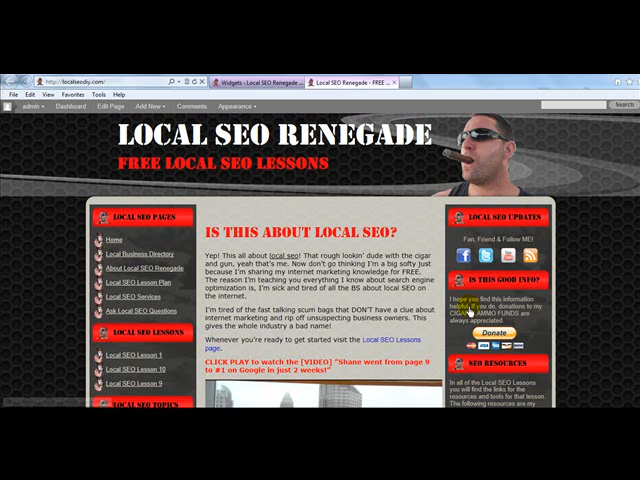 http://localseodiy.com/
Widgets ‹ Local SEO Renegade ...
Local SEO Renegade - FREE ...
File Edit View Favorites Tools Help
admin Dashboard Edit Page Add New Comments Appearance Search
LOCAL SEO RENEGADE
FREE LOCAL SEO LESSONS
LOCAL SEO PAGES
Home
Local Business Directory
About Local SEO Renegade
Local SEO Lesson Plan
Local SEO Services
Ask Local SEO Questions
LOCAL SEO LESSONS
Local SEO Lesson 1
Local SEO Lesson 10
Local SEO Lesson 9
LOCAL SEO TOPICS
IS THIS ABOUT LOCAL SEO?
Yep! This all about local seo! That rough lookin' dude with the cigar
and gun, yeah that's me. Now don't go thinking I'm a big softy just
because I'm sharing my internet marketing knowledge for FREE.
The reason I'm teaching you everything I know about search engine
optimization is, I'm sick and tired of all the BS about local SEO on
the internet.
I'm tired of the fast talking scum bags that DON'T have a clue about
internet marketing and rip off unsuspecting business owners. This
gives the whole industry a bad name!
Whenever you're ready to get started visit the Local SEO Lessons
page.
CLICK PLAY to watch the [VIDEO] "Shane went from page 9
to #1 on Google in just 2 weeks!"
LOCAL SEO UPDATES
Fan, Friend & Follow ME!
IS THIS GOOD INFO?
I hope you find this information
helpful. If you do, donations to my
CIGAR & AMMO FUNDS are
always appreciated
Donate
VISA
SEO RESOURCES
In all of the Local SEO Lessons
you will find the links for the
resources and tools for that lesson.
The following resources are my